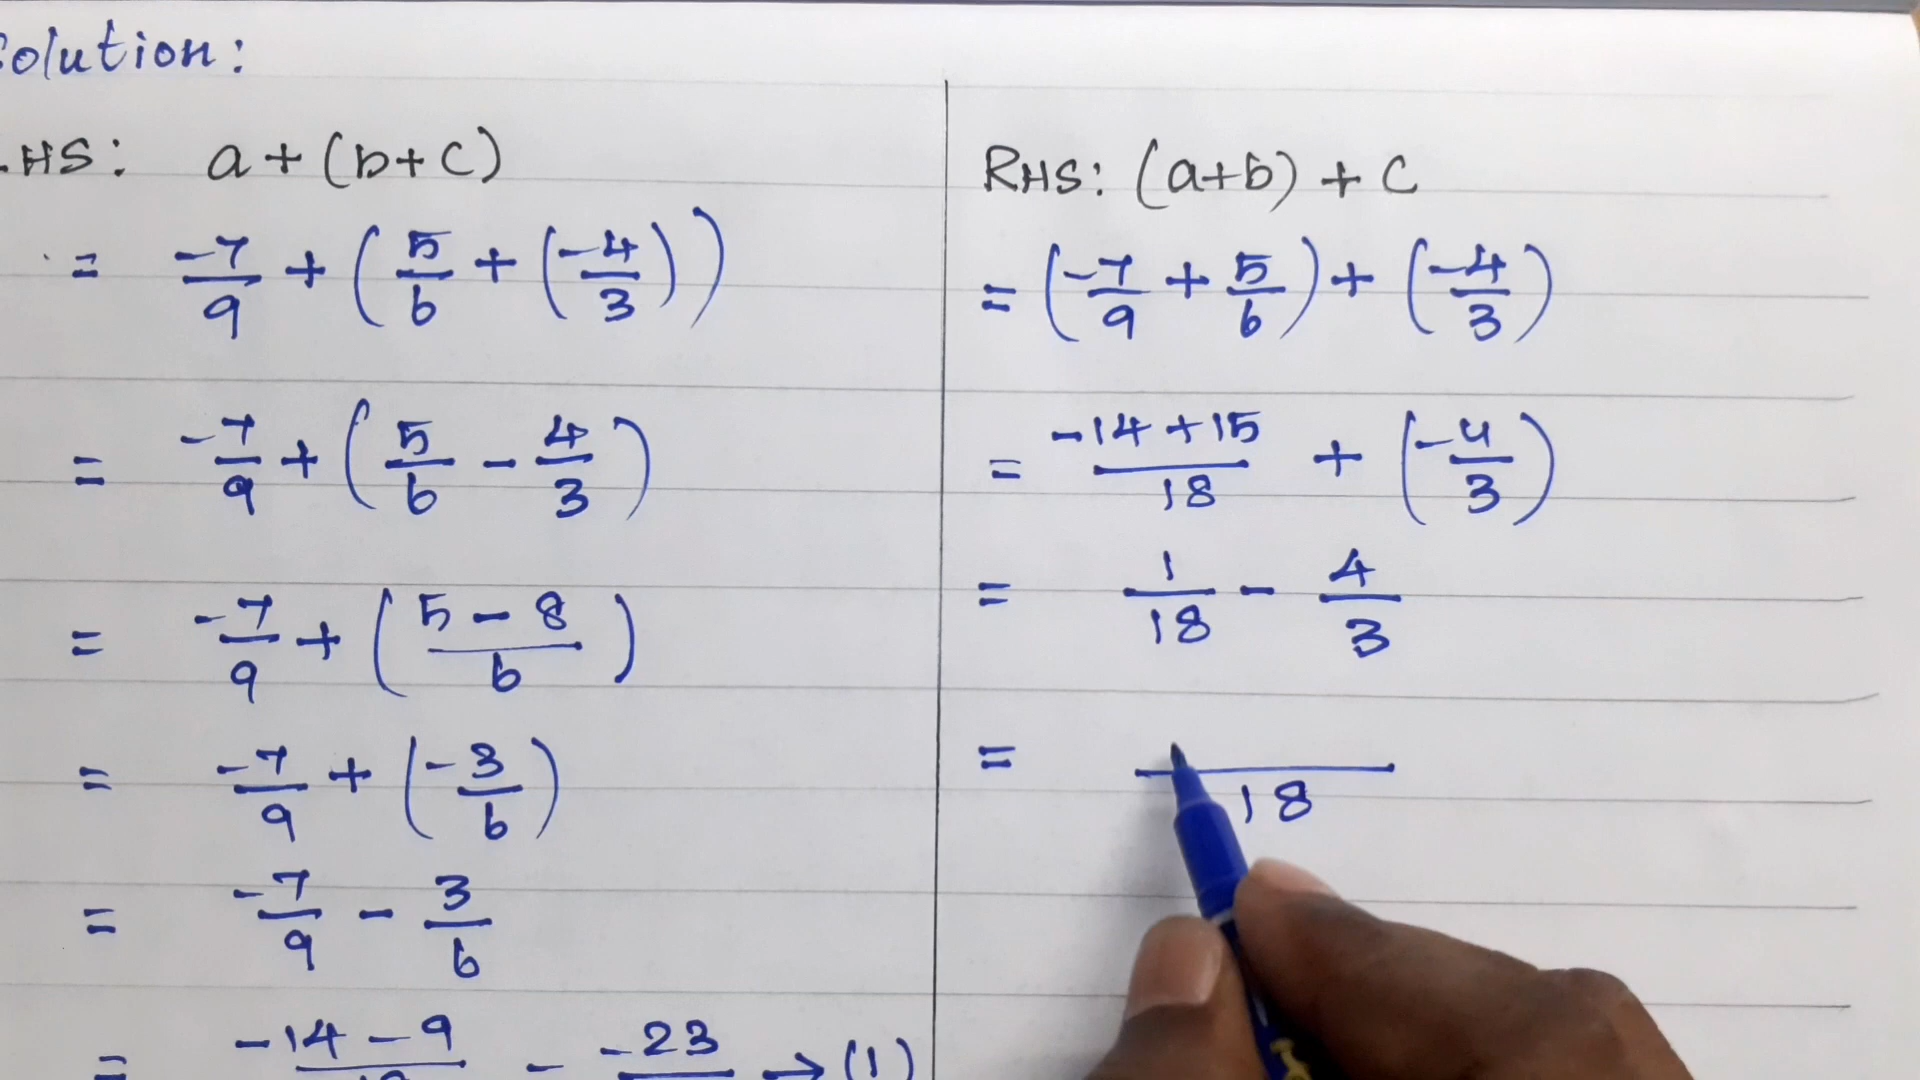 Solution:
LHS: a + (b+c)
= -7/9 + (5/6 + (-4/3))
= -7/9 + (5/6 - 4/3)
= -7/9 + (5 - 8/6)
= -7/9 + (-3/6)
= -7/9 - 3/6
= -14 - 9 = -23 → (1)
RHS: (a+b) + c
= (-7/9 + 5/6) + (-4/3)
= -14 + 15/18 + (-4/3)
= 1/18 - 4/3
= /18